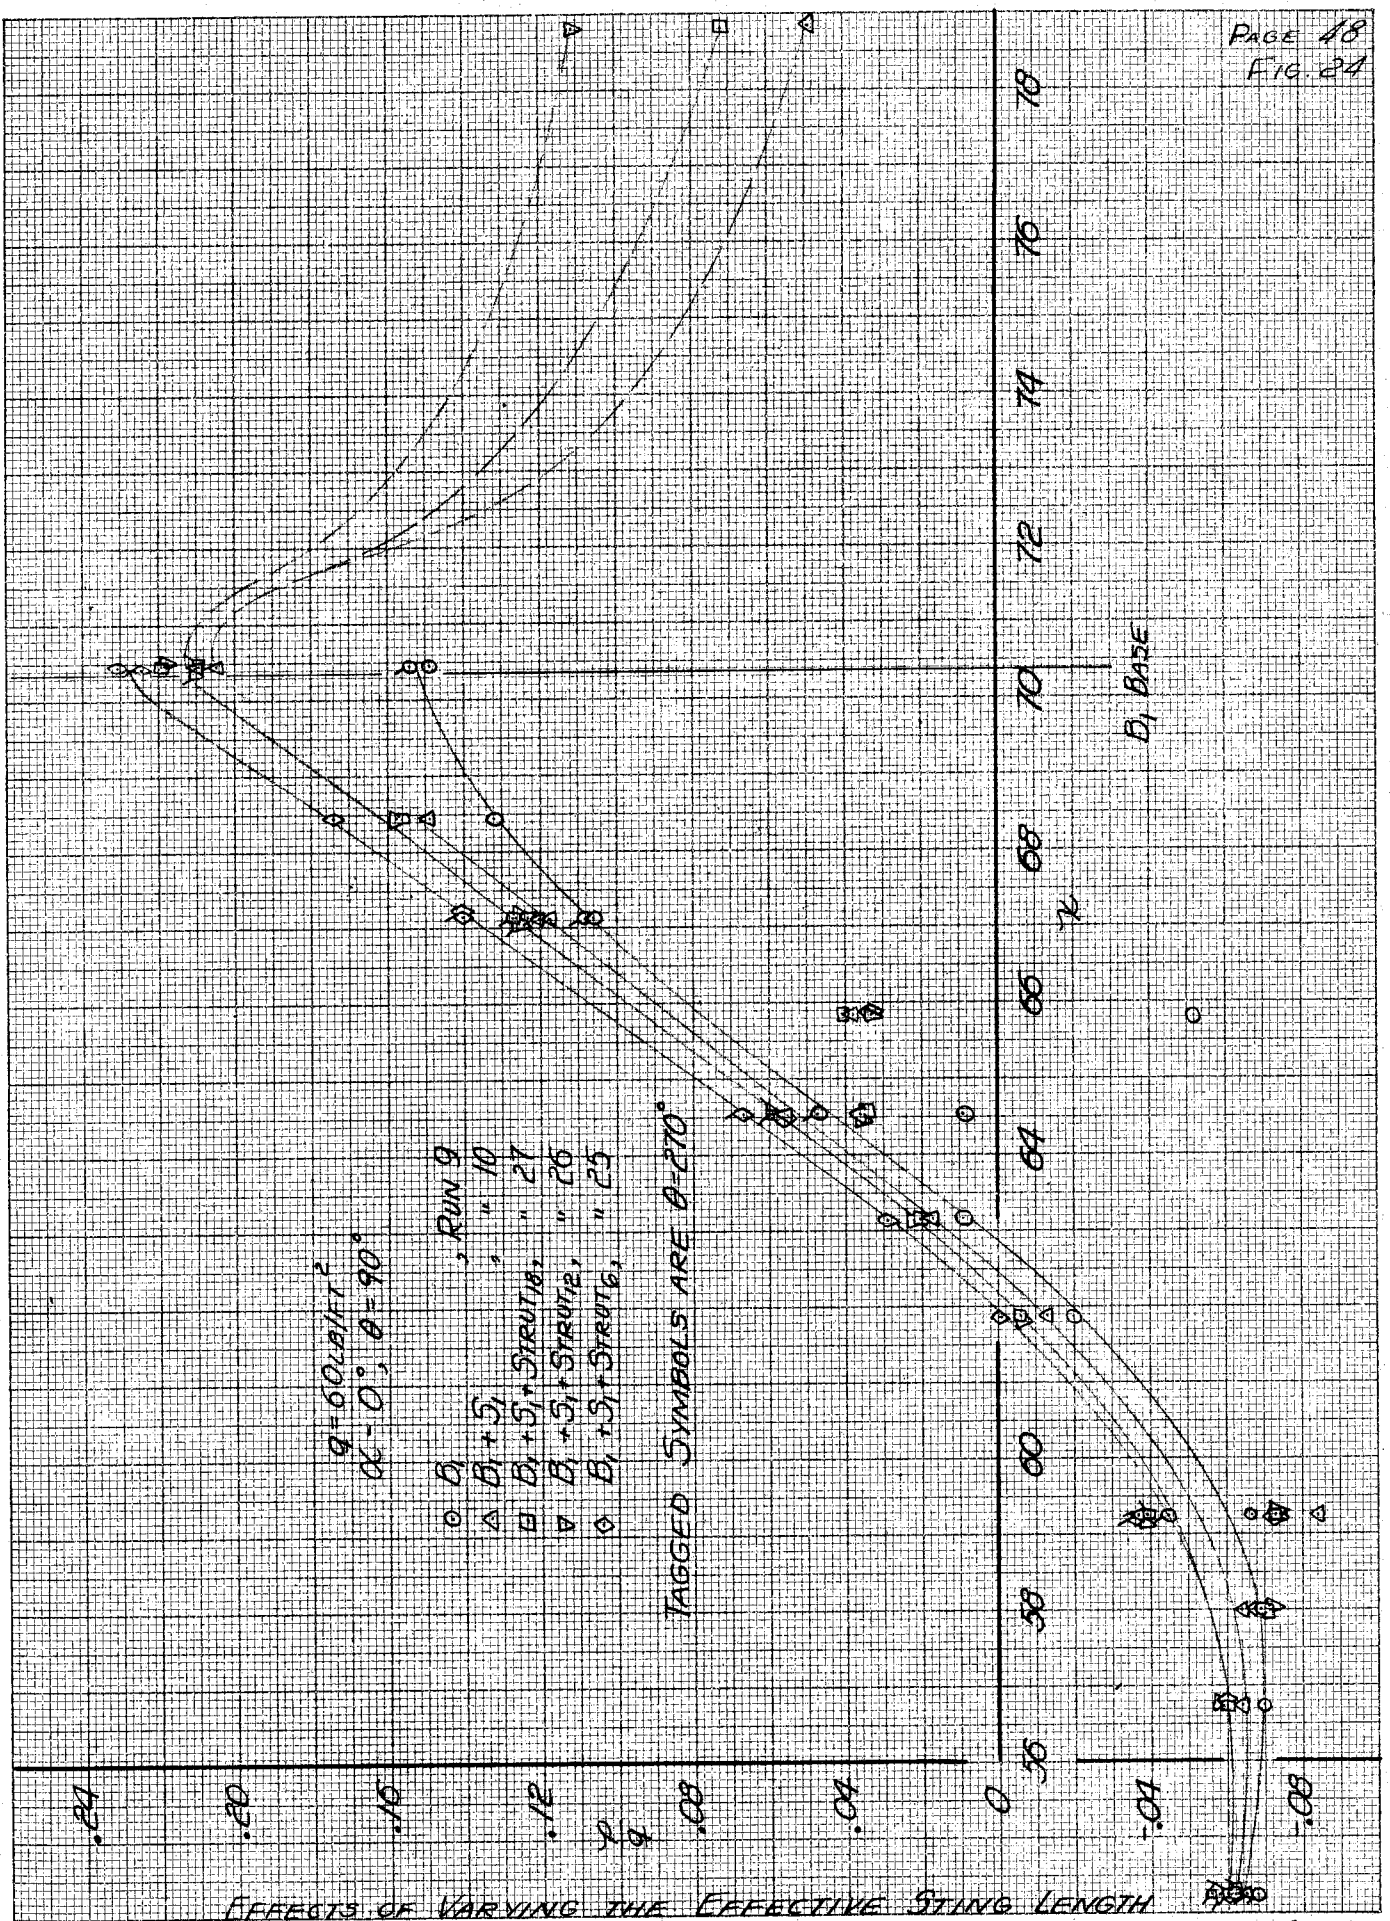 PAGE 48
FIG. 24
q=60LB/FT²
α-0°, θ=90°
B₁, RUN 9
B₁+S₁, " 10
B₁+S₁+STRUT₁₈, " 27
B₁+S₁+STRUT₁₂, " 26
B₁+S₁+STRUT₆, " 25
TAGGED SYMBOLS ARE θ=270°
.24
.20
.16
.12
P/q
.08
.04
0
-.04
-.08
56
58
60
64
66
68
70
72
74
76
78
x
B₁ BASE
EFFECTS OF VARYING THE EFFECTIVE STING LENGTH